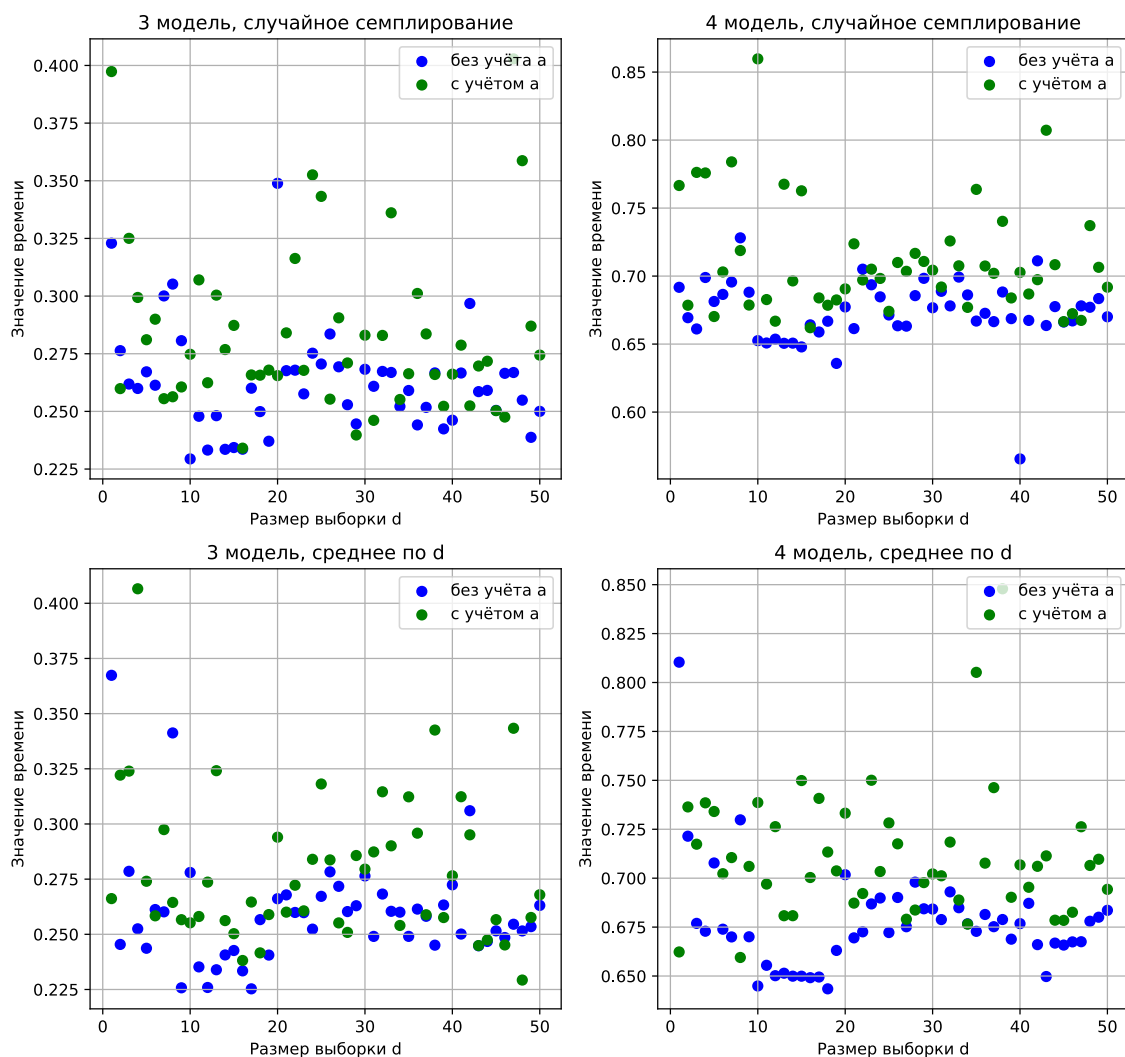 3 модель, случайное семплирование
Значение времени
0.400
0.375
0.350
0.325
0.300
0.275
0.250
0.225
без учёта a
с учётом a
0 10 20 30 40 50
Размер выборки d
4 модель, случайное семплирование
Значение времени
0.85
0.80
0.75
0.70
0.65
0.60
без учёта a
с учётом a
0 10 20 30 40 50
Размер выборки d
3 модель, среднее по d
Значение времени
0.400
0.375
0.350
0.325
0.300
0.275
0.250
0.225
без учёта a
с учётом a
0 10 20 30 40 50
Размер выборки d
4 модель, среднее по d
Значение времени
0.850
0.825
0.800
0.775
0.750
0.725
0.700
0.675
0.650
без учёта a
с учётом a
0 10 20 30 40 50
Размер выборки d